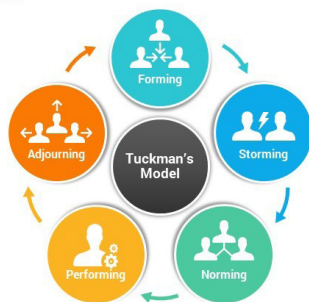 Forming
Storming
Norming
Performing
Adjourning
Tuckman's
Model